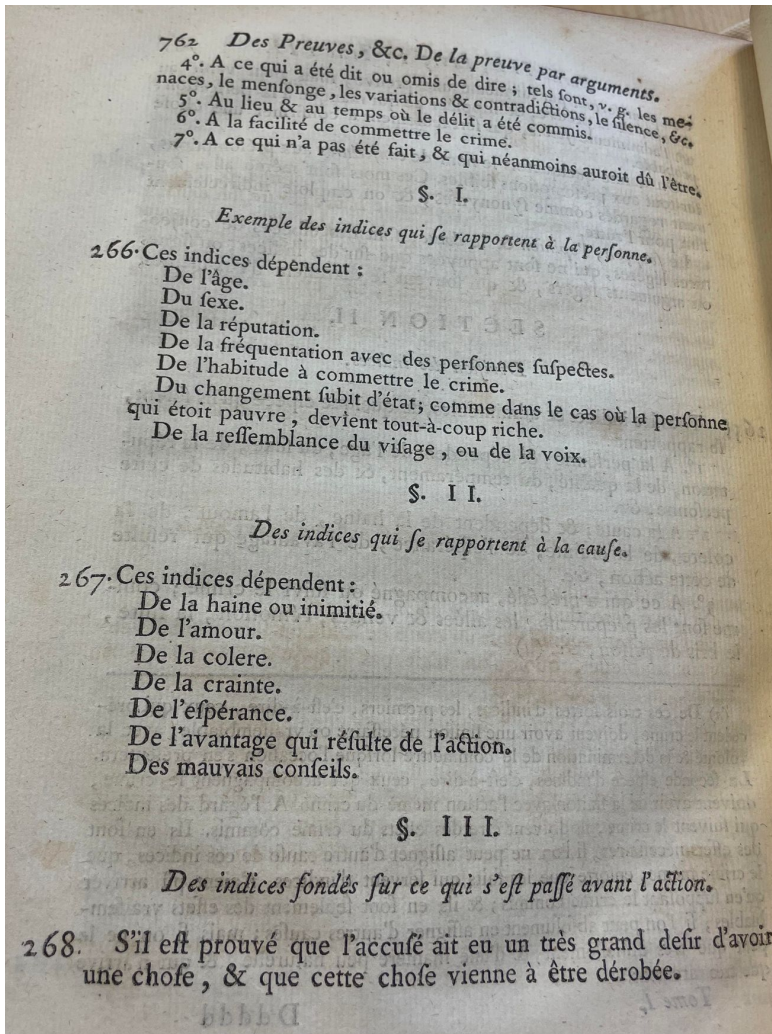 762 Des Preuves, &c. De la preuve par arguments.
4°. A ce qui a été dit ou omis de dire; tels ſont, v. g. les me-
naces, le menſonge, les variations & contradictions, le ſilence, &c.
5°. Au lieu & au temps où le délit a été commis.
6°. A la facilité de commettre le crime.
7°. A ce qui n'a pas été fait, & qui néanmoins auroit dû l'être.
§. I.
Exemple des indices qui ſe rapportent à la perſonne.
266. Ces indices dépendent :
De l'âge.
Du ſexe.
De la réputation.
De la fréquentation avec des perſonnes ſuſpectes.
De l'habitude à commettre le crime.
Du changement ſubit d'état; comme dans le cas où la perſonne
qui étoit pauvre, devient tout-à-coup riche.
De la reſſemblance du viſage, ou de la voix.
§. II.
Des indices qui ſe rapportent à la cauſe.
267. Ces indices dépendent :
De la haine ou inimitié.
De l'amour.
De la colere.
De la crainte.
De l'eſpérance.
De l'avantage qui réſulte de l'action.
Des mauvais conſeils.
§. III.
Des indices fondés ſur ce qui s'eſt paſſé avant l'action.
268. S'il eſt prouvé que l'accuſé ait eu un très grand deſir d'avoir
une choſe, & que cette choſe vienne à être dérobée.